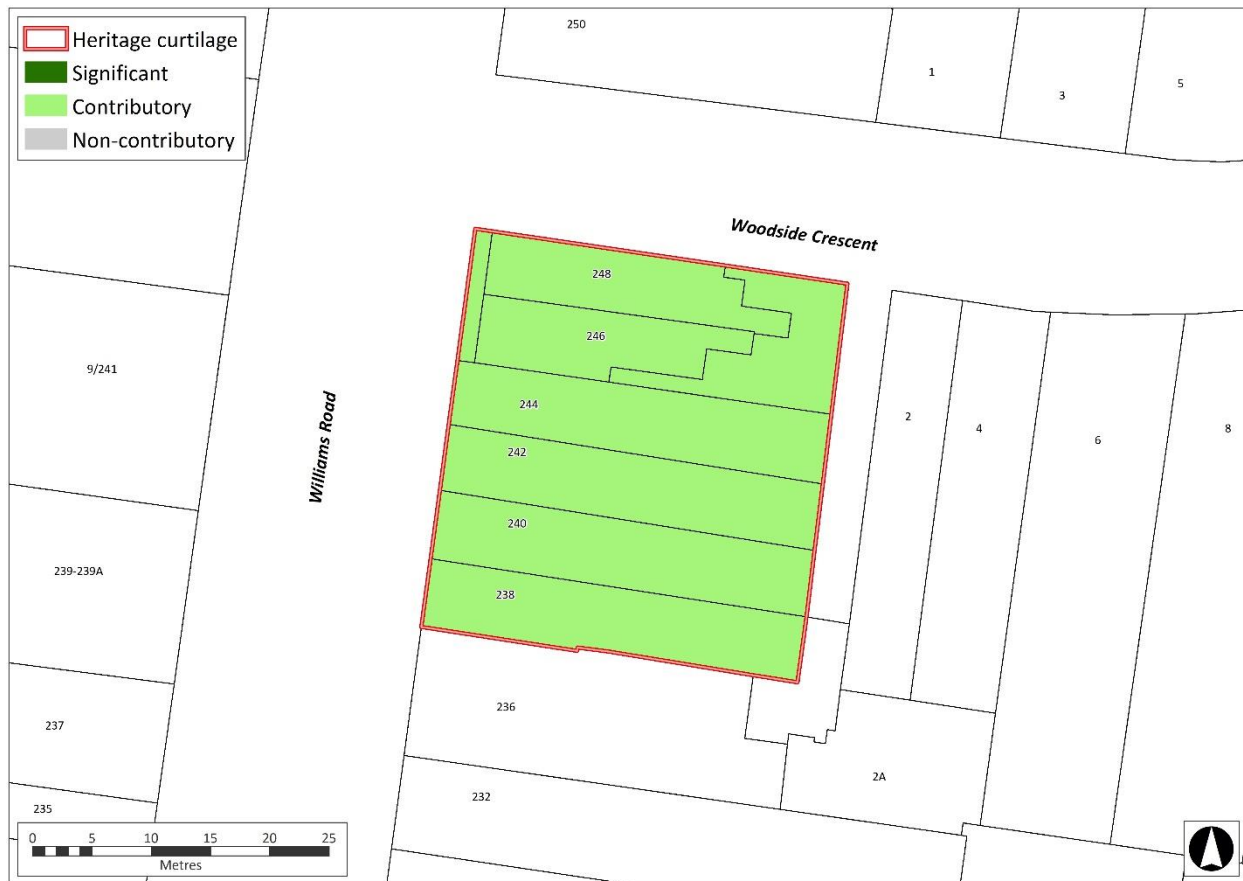 Heritage curtilage
Significant
Contributory
Non-contributory
250
1
3
5
Woodside Crescent
248
246
9/241
Williams Road
244
2
4
6
8
242
240
239-239A
238
236
237
2A
232
235
0 5 10 15 20 25
Metres